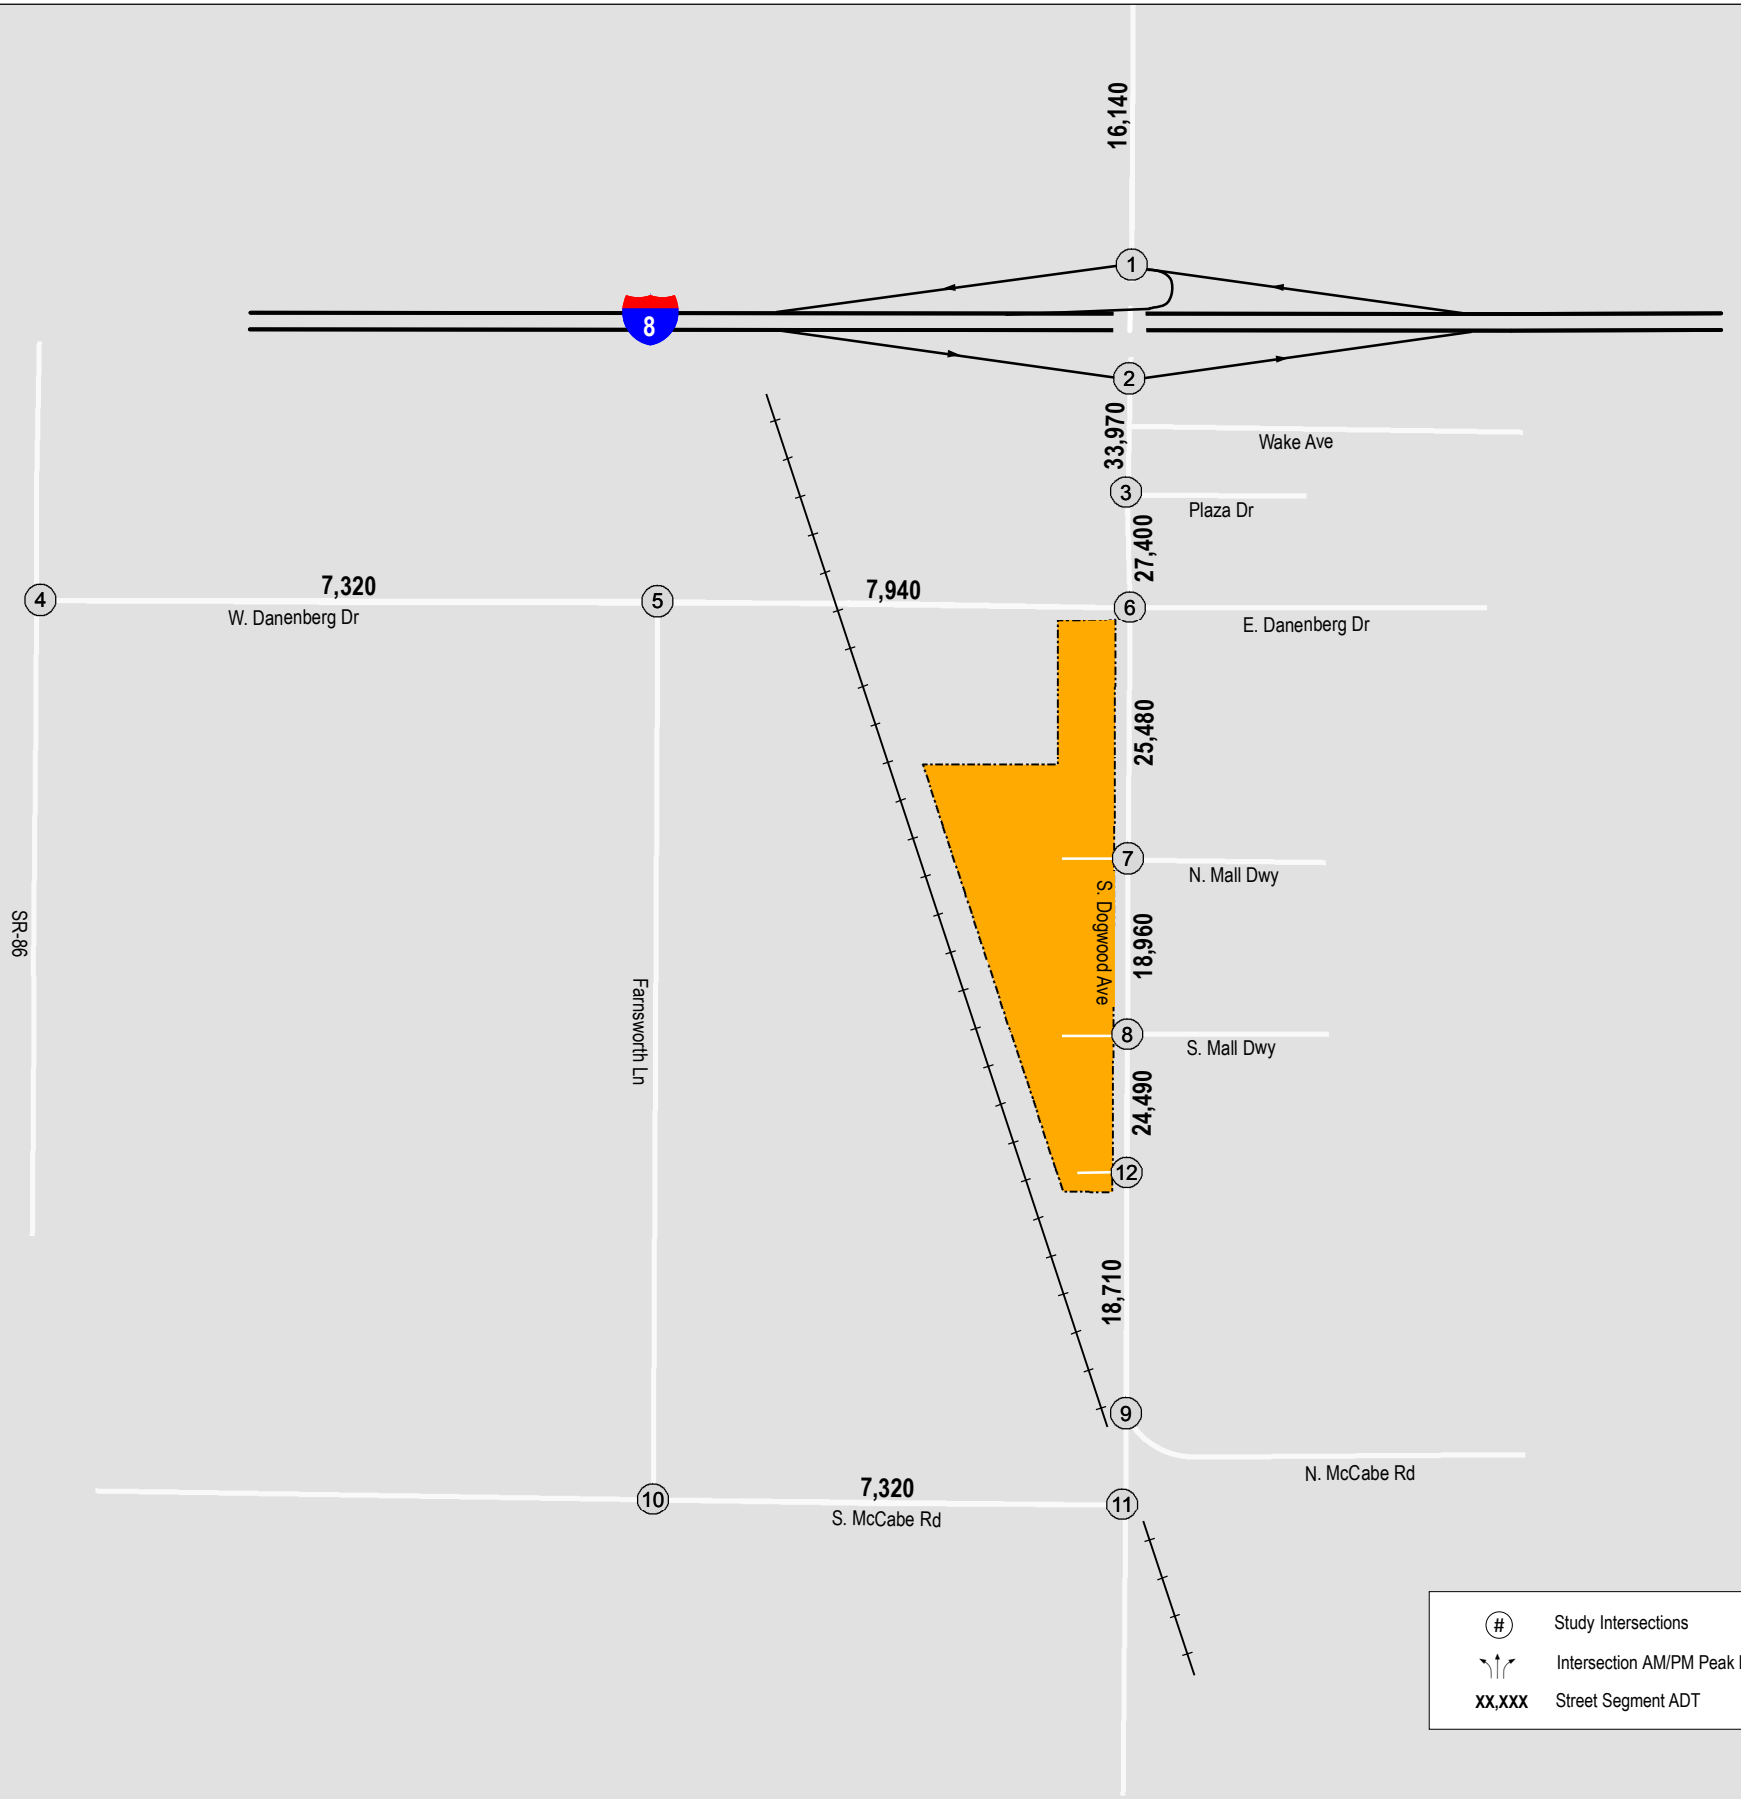 16,140
1
8
2
33,970
Wake Ave
3
Plaza Dr
27,400
4
7,320
W. Danenberg Dr
5
7,940
6
E. Danenberg Dr
25,480
7
N. Mall Dwy
S. Dogwood Ave
18,960
SR-86
Farnsworth Ln
8
S. Mall Dwy
24,490
12
18,710
9
N. McCabe Rd
10
7,320
S. McCabe Rd
11
# Study Intersections
Intersection AM/PM Peak
XX,XXX Street Segment ADT